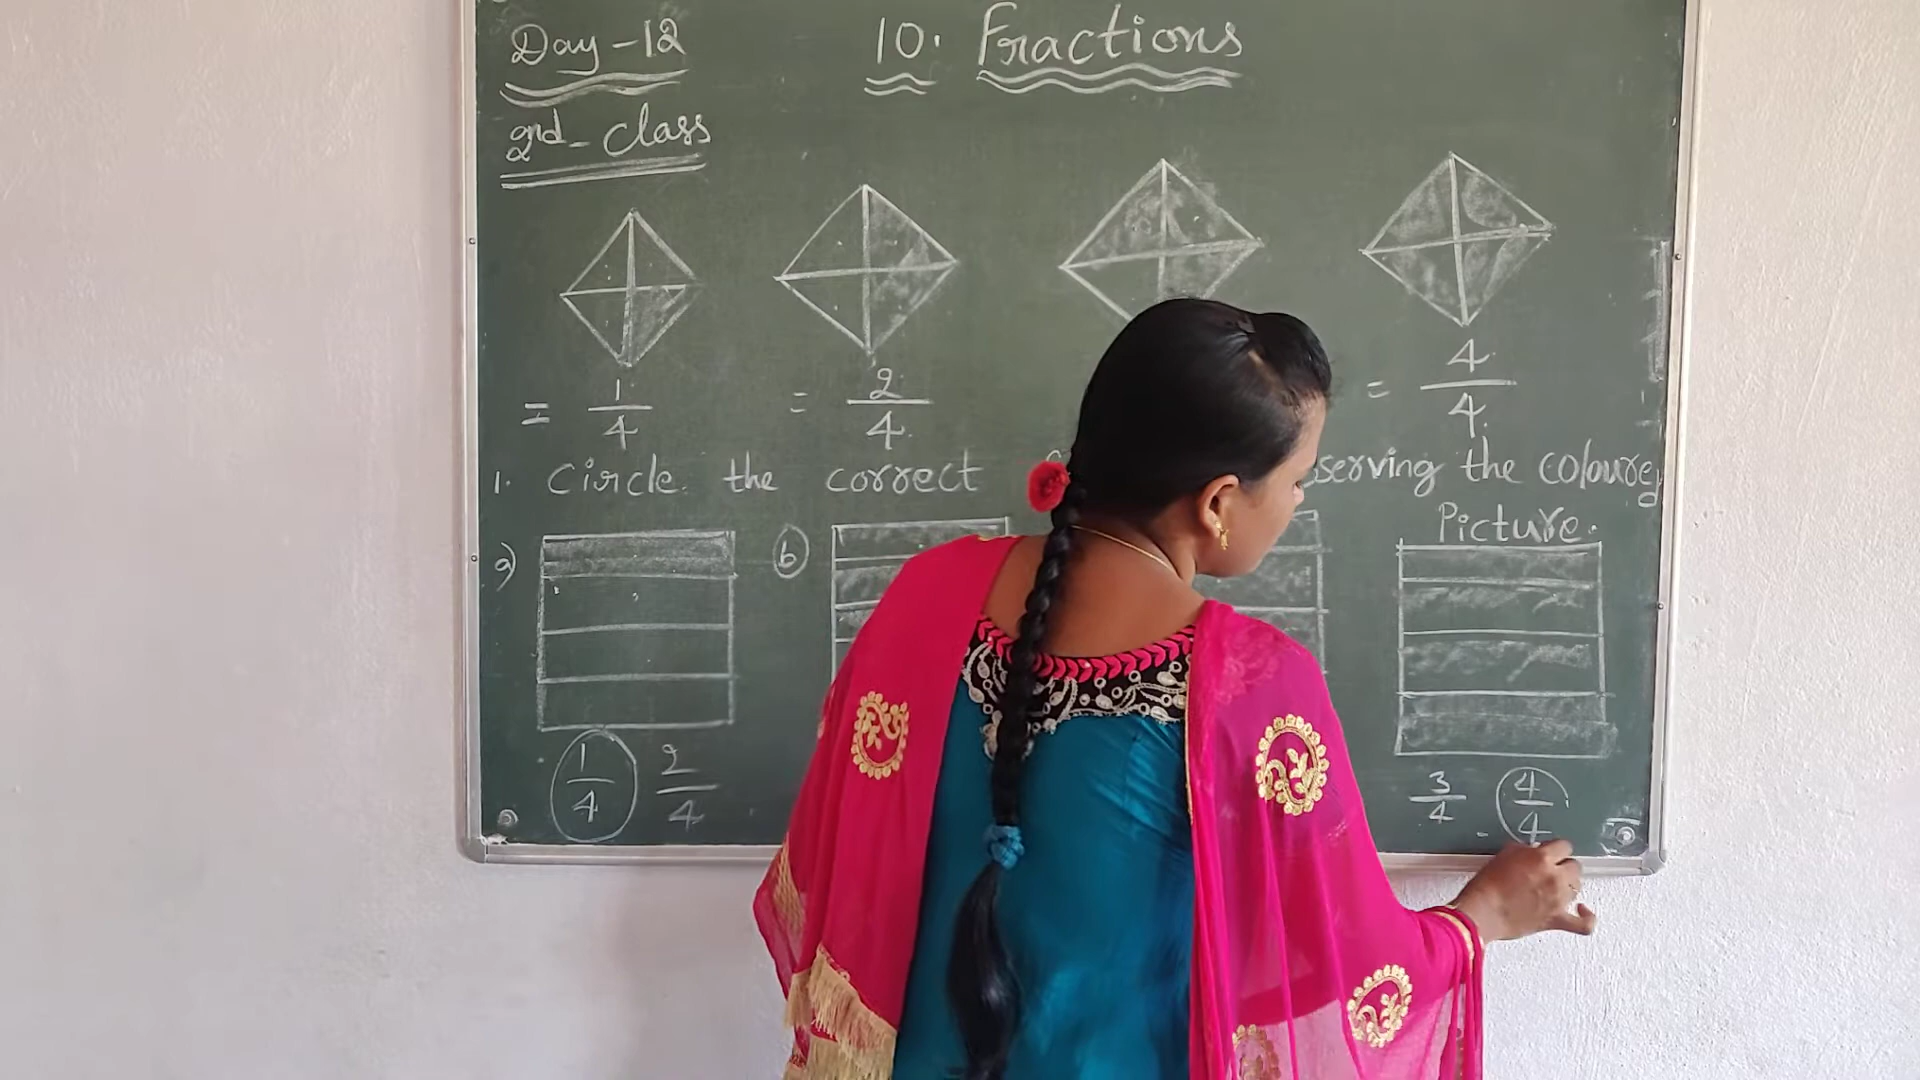 Day-12
10. Fractions
2nd - class
= 1/4 = 2/4 = 4/4
1. Circle the correct serving the coloured
Picture.
a) b
1/4 2/4 3/4 4/4